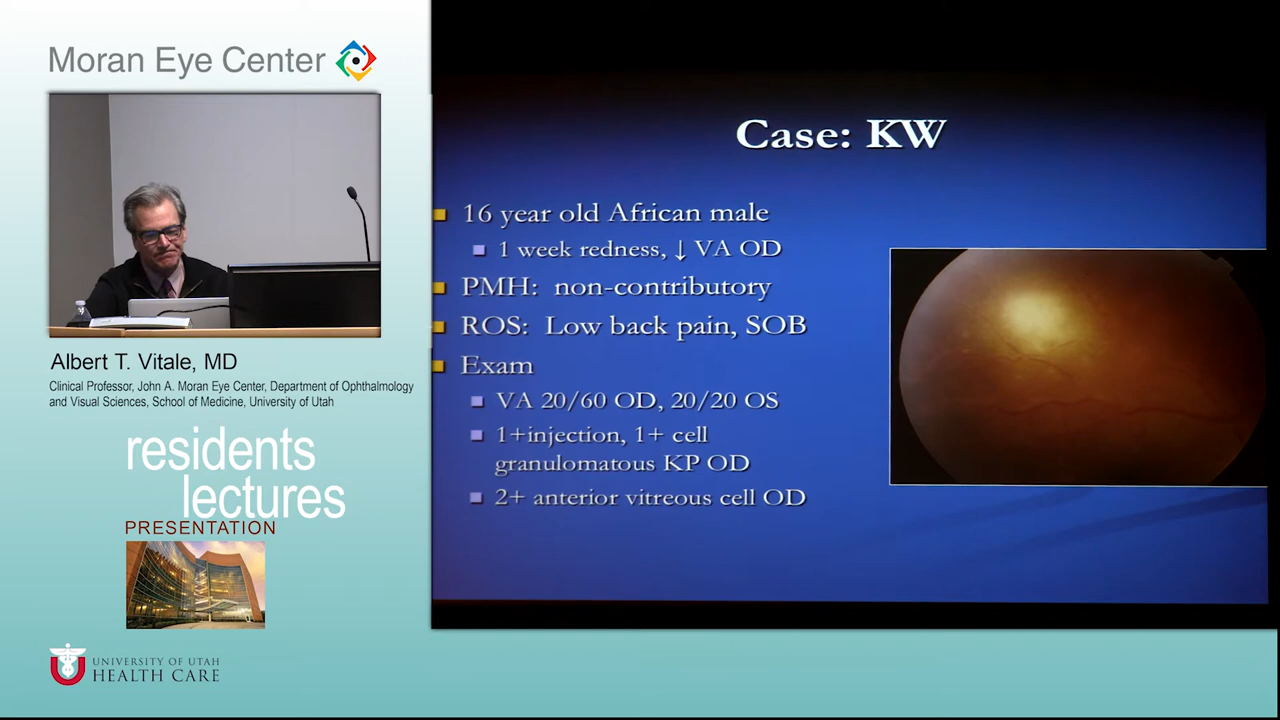 Moran Eye Center
Albert T. Vitale, MD
Clinical Professor, John A. Moran Eye Center, Department of Ophthalmology
and Visual Sciences, School of Medicine, University of Utah
residents
lectures
PRESENTATION
UNIVERSITY OF UTAH
HEALTH CARE
Case: KW
16 year old African male
1 week redness, ↓ VA OD
PMH: non-contributory
ROS: Low back pain, SOB
Exam
VA 20/60 OD, 20/20 OS
1+injection, 1+ cell
granulomatous KP OD
2+ anterior vitreous cell OD